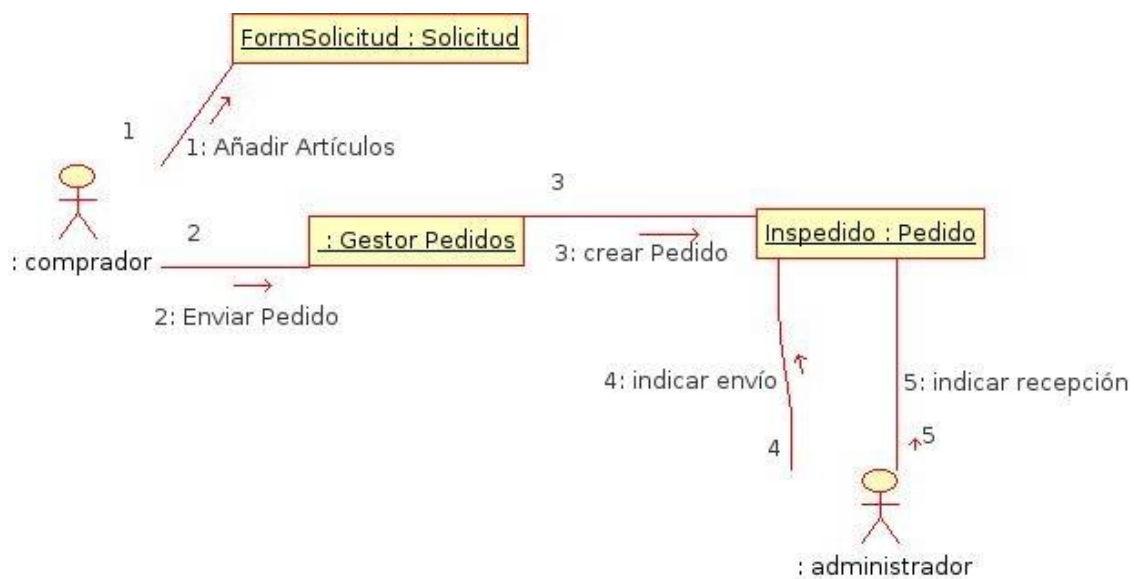 FormSolicitud : Solicitud
1
1: Añadir Artículos
3
2
: Gestor Pedidos
Inspedido : Pedido
: comprador
3: crear Pedido
2: Enviar Pedido
4: indicar envío
5: indicar recepción
4
5
: administrador